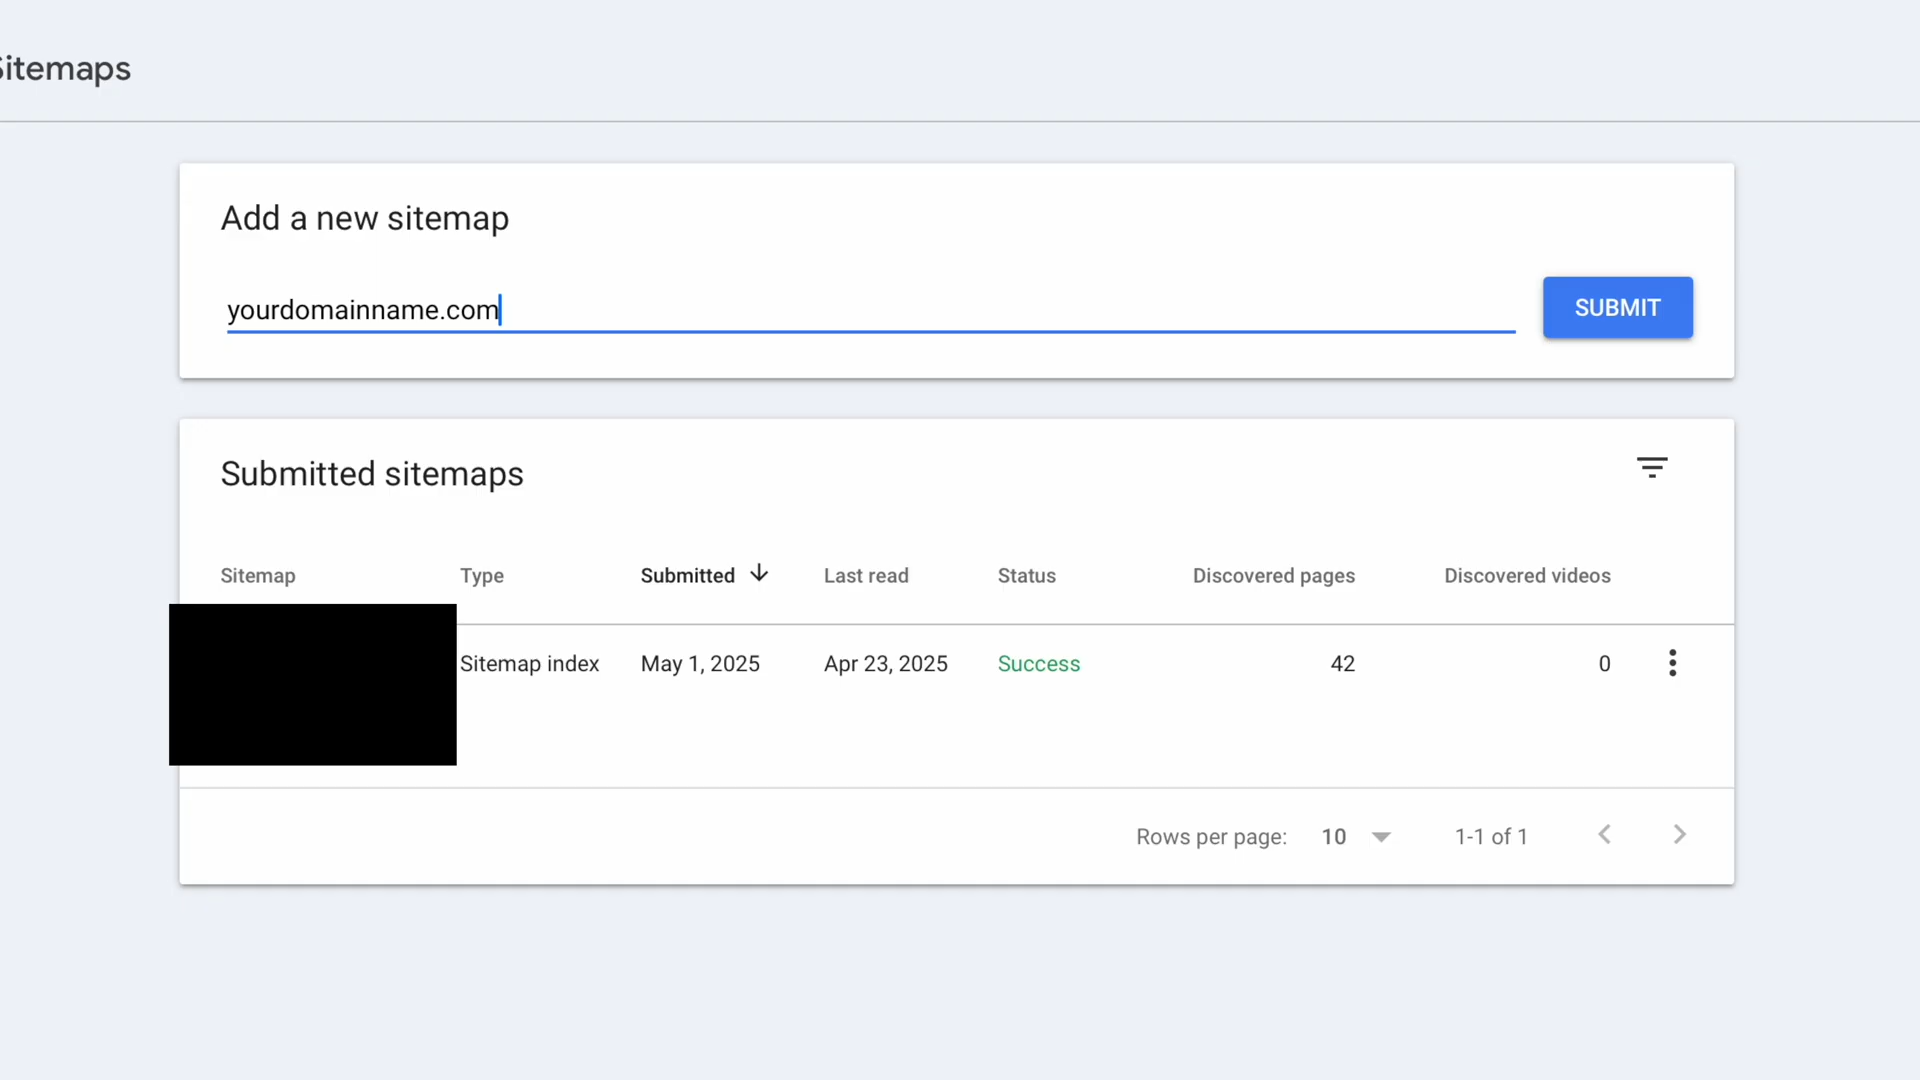 Sitemaps
Add a new sitemap
yourdomainname.com
SUBMIT
Submitted sitemaps
Sitemap Type Submitted Last read Status Discovered pages Discovered videos
Sitemap index May 1, 2025 Apr 23, 2025 Success 42 0
Rows per page: 10 1-1 of 1